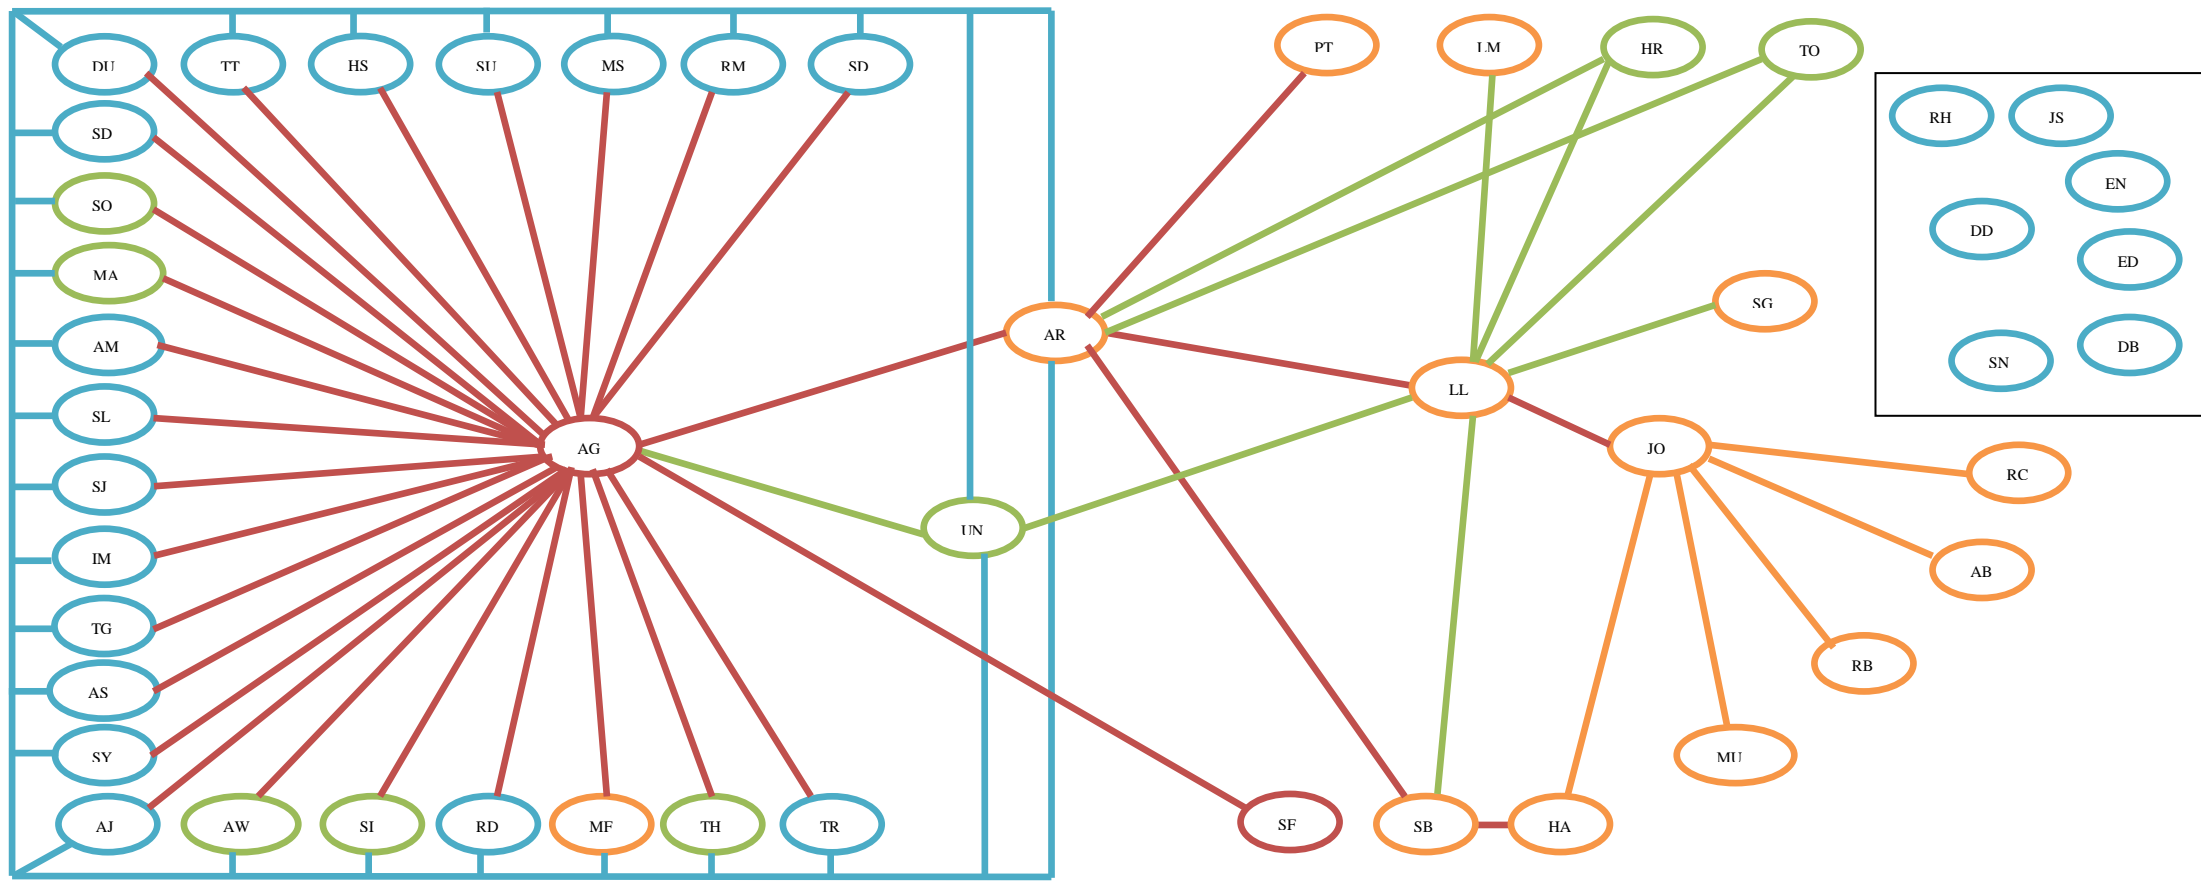 PT
LM
HR
TO
DU
TT
HS
SU
MS
RM
SD
RH
JS
SD
EN
SO
DD
ED
MA
SG
AR
AM
DB
SN
LL
SL
AG
JO
RC
SJ
UN
IM
AB
TG
RB
AS
SY
MU
AJ
AW
SI
RD
MF
TH
TR
SF
SB
HA